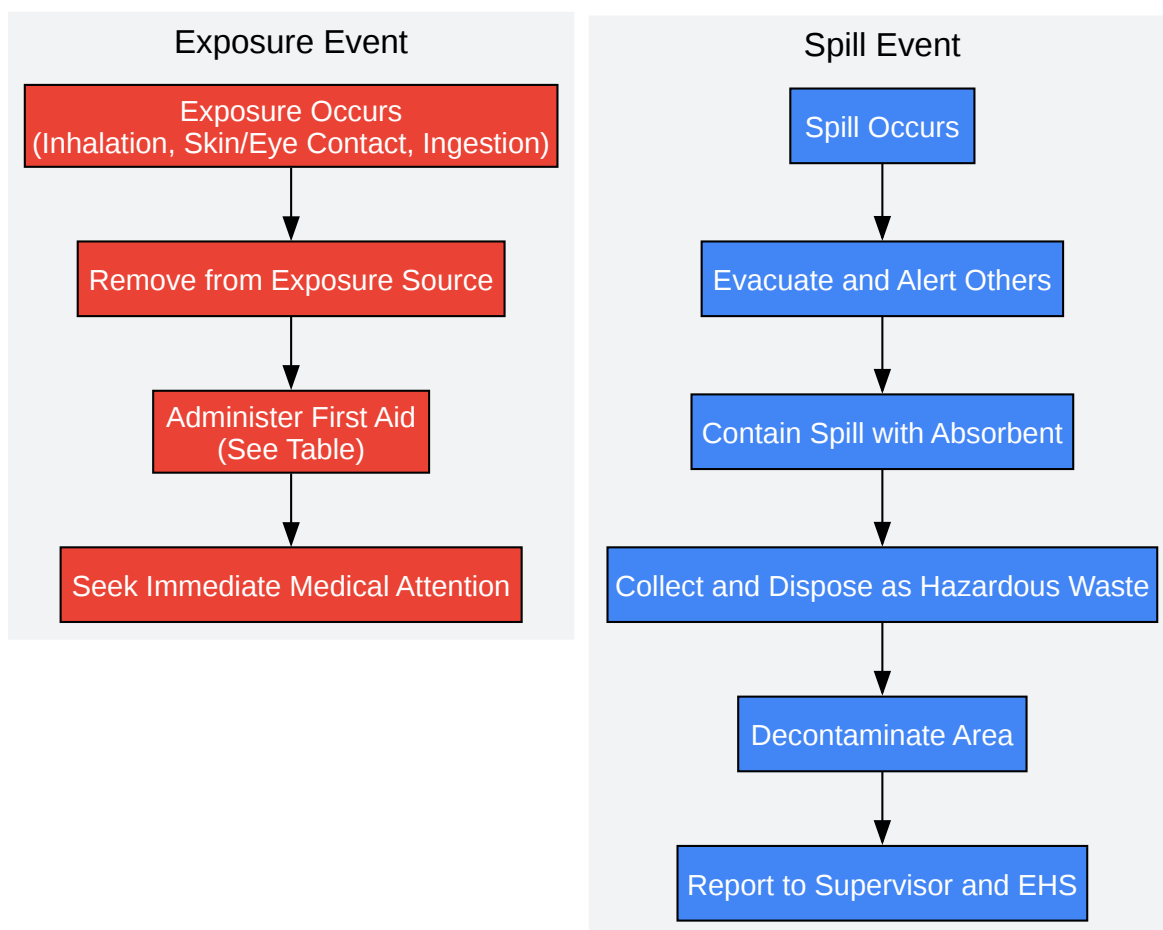 Exposure Event
Exposure Occurs
(Inhalation, Skin/Eye Contact, Ingestion)
Remove from Exposure Source
Administer First Aid
(See Table)
Seek Immediate Medical Attention
Spill Event
Spill Occurs
Evacuate and Alert Others
Contain Spill with Absorbent
Collect and Dispose as Hazardous Waste
Decontaminate Area
Report to Supervisor and EHS